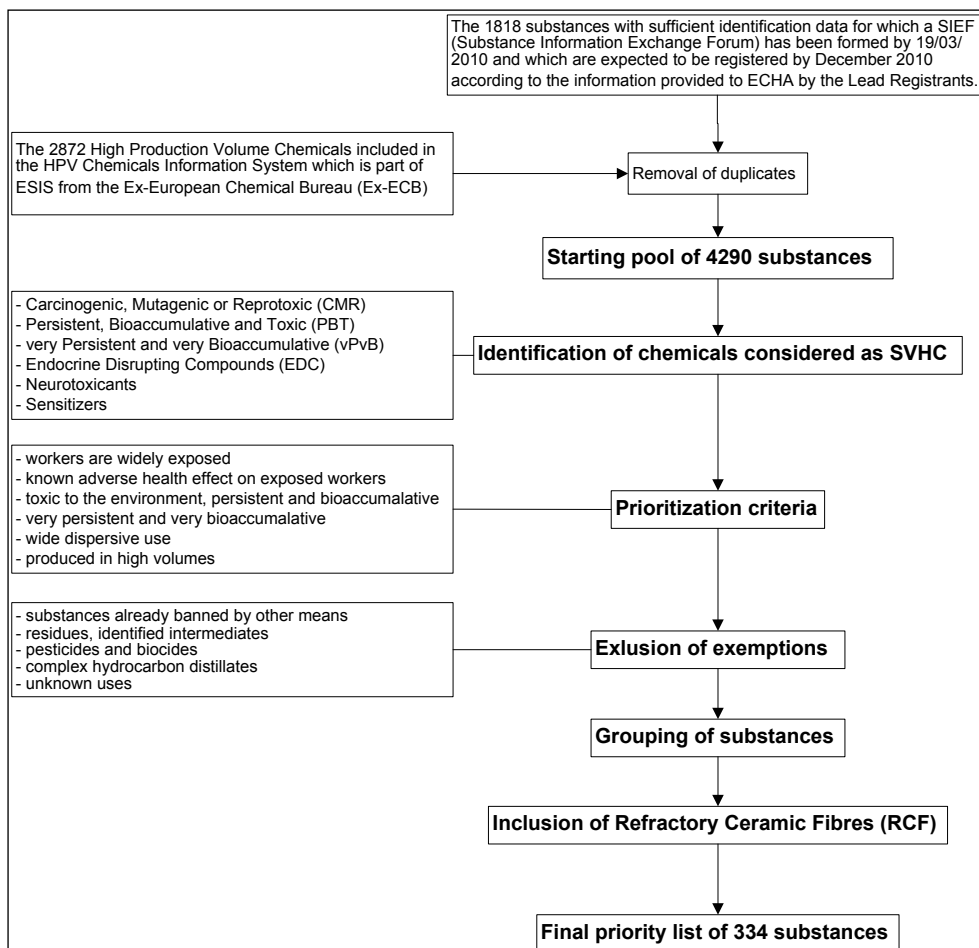 The 1818 substances with sufficient identification data for which a SIEF
(Substance Information Exchange Forum) has been formed by 19/03/
2010 and which are expected to be registered by December 2010
according to the information provided to ECHA by the Lead Registrants.
The 2872 High Production Volume Chemicals included in
the HPV Chemicals Information System which is part of
ESIS from the Ex-European Chemical Bureau (Ex-ECB)
Removal of duplicates
Starting pool of 4290 substances
- Carcinogenic, Mutagenic or Reprotoxic (CMR)
- Persistent, Bioaccumulative and Toxic (PBT)
- very Persistent and very Bioaccumulative (vPvB)
- Endocrine Disrupting Compounds (EDC)
- Neurotoxicants
- Sensitizers
Identification of chemicals considered as SVHC
- workers are widely exposed
- known adverse health effect on exposed workers
- toxic to the environment, persistent and bioaccumalative
- very persistent and very bioaccumalative
- wide dispersive use
- produced in high volumes
Prioritization criteria
- substances already banned by other means
- residues, identified intermediates
- pesticides and biocides
- complex hydrocarbon distillates
- unknown uses
Exlusion of exemptions
Grouping of substances
Inclusion of Refractory Ceramic Fibres (RCF)
Final priority list of 334 substances